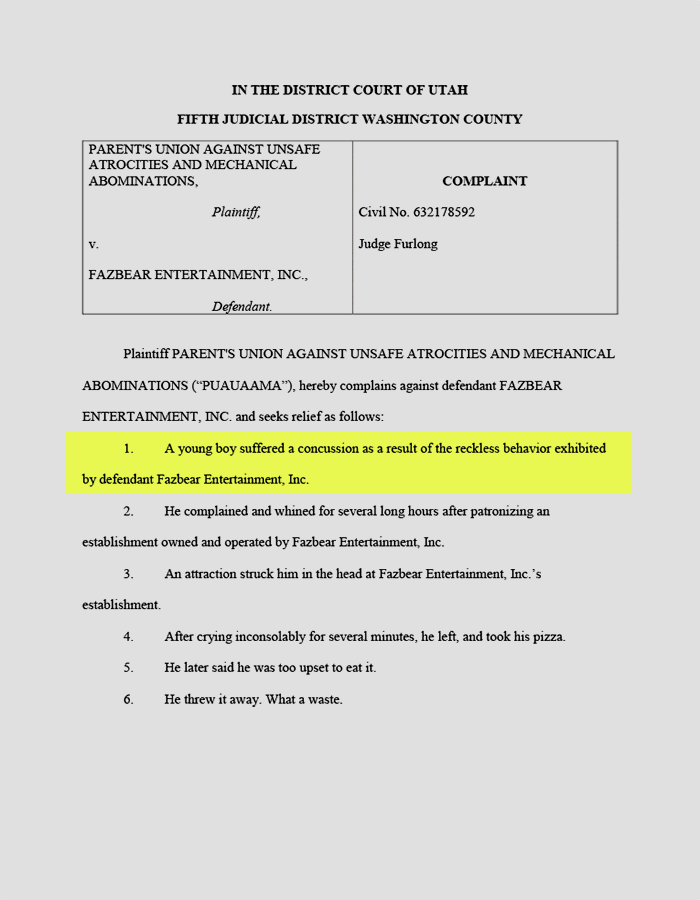 IN THE DISTRICT COURT OF UTAH
FIFTH JUDICIAL DISTRICT WASHINGTON COUNTY
PARENT'S UNION AGAINST UNSAFE
ATROCITIES AND MECHANICAL
ABOMINATIONS,
Plaintiff,
v.
FAZBEAR ENTERTAINMENT, INC.,
Defendant.
COMPLAINT
Civil No. 632178592
Judge Furlong
Plaintiff PARENT'S UNION AGAINST UNSAFE ATROCITIES AND MECHANICAL
ABOMINATIONS (“PUAUAAMA”), hereby complains against defendant FAZBEAR
ENTERTAINMENT, INC. and seeks relief as follows:
1. A young boy suffered a concussion as a result of the reckless behavior exhibited
by defendant Fazbear Entertainment, Inc.
2. He complained and whined for several long hours after patronizing an
establishment owned and operated by Fazbear Entertainment, Inc.
3. An attraction struck him in the head at Fazbear Entertainment, Inc.’s
establishment.
4. After crying inconsolably for several minutes, he left, and took his pizza.
5. He later said he was too upset to eat it.
6. He threw it away. What a waste.